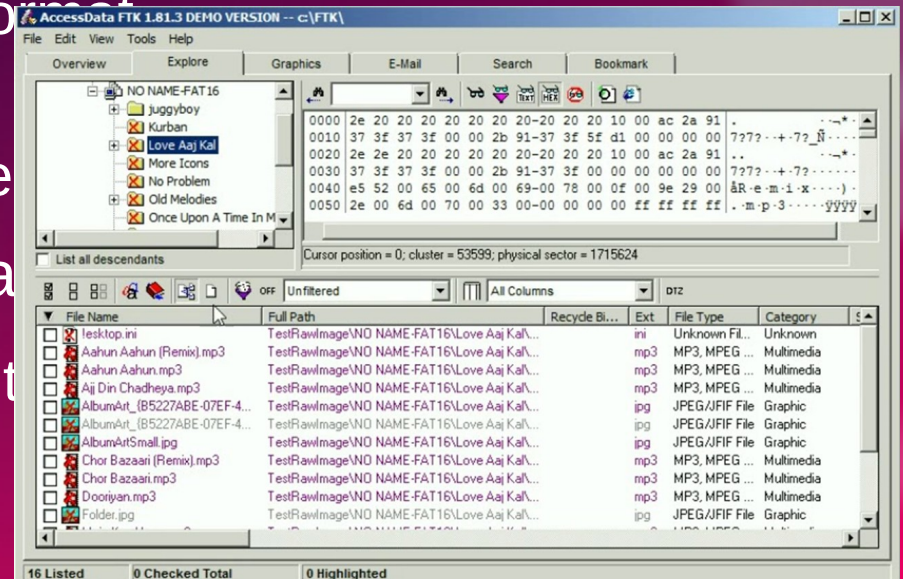 ormat
AccessData FTK 1.81.3 DEMO VERSION -- c:\FTK\
File Edit View Tools Help
Overview Explore Graphics E-Mail Search Bookmark
NO NAME-FAT16
juggyboy
Kurban
Love Aaj Kal
More Icons
No Problem
Old Melodies
Once Upon A Time In M
List all descendants
0000 2e 20 20 20 20 20 20 20-20 20 20 10 00 ac 2a 91 . ··¬*·
0010 37 3f 37 3f 00 00 2b 91-37 3f 5f d1 00 00 00 00 7?7?··+·7?_Ñ····
0020 2e 2e 20 20 20 20 20 20-20 20 20 10 00 ac 2a 91 .. ··¬*·
0030 37 3f 37 3f 00 00 2b 91-37 3f 00 00 00 00 00 00 7?7?··+·7?······
0040 e5 52 00 65 00 6d 00 69-00 78 00 0f 00 9e 29 00 åR·e·m·i·x····)·
0050 2e 00 6d 00 70 00 33 00-00 00 00 00 ff ff ff ff .·m·p·3·····ÿÿÿÿ
Cursor position = 0; cluster = 53599; physical sector = 1715624
e
a
t
OFF Unfiltered All Columns DTZ
File Name Full Path Recycle Bi... Ext File Type Category
!esktop.ini TestRawImage\NO NAME-FAT16\Love Aaj Kal\... ini Unknown Fil... Unknown
Aahun Aahun (Remix).mp3 TestRawImage\NO NAME-FAT16\Love Aaj Kal\... mp3 MP3, MPEG ... Multimedia
Aahun Aahun.mp3 TestRawImage\NO NAME-FAT16\Love Aaj Kal\... mp3 MP3, MPEG ... Multimedia
Ajj Din Chadheya.mp3 TestRawImage\NO NAME-FAT16\Love Aaj Kal\... mp3 MP3, MPEG ... Multimedia
AlbumArt_{B5227ABE-07EF-4... TestRawImage\NO NAME-FAT16\Love Aaj Kal\... jpg JPEG/JFIF File Graphic
AlbumArt_{B5227ABE-07EF-4... TestRawImage\NO NAME-FAT16\Love Aaj Kal\... jpg JPEG/JFIF File Graphic
AlbumArtSmall.jpg TestRawImage\NO NAME-FAT16\Love Aaj Kal\... jpg JPEG/JFIF File Graphic
Chor Bazaari (Remix).mp3 TestRawImage\NO NAME-FAT16\Love Aaj Kal\... mp3 MP3, MPEG ... Multimedia
Chor Bazaari.mp3 TestRawImage\NO NAME-FAT16\Love Aaj Kal\... mp3 MP3, MPEG ... Multimedia
Dooriyan.mp3 TestRawImage\NO NAME-FAT16\Love Aaj Kal\... mp3 MP3, MPEG ... Multimedia
Folder.jpg TestRawImage\NO NAME-FAT16\Love Aaj Kal\... jpg JPEG/JFIF File Graphic
16 Listed 0 Checked Total 0 Highlighted